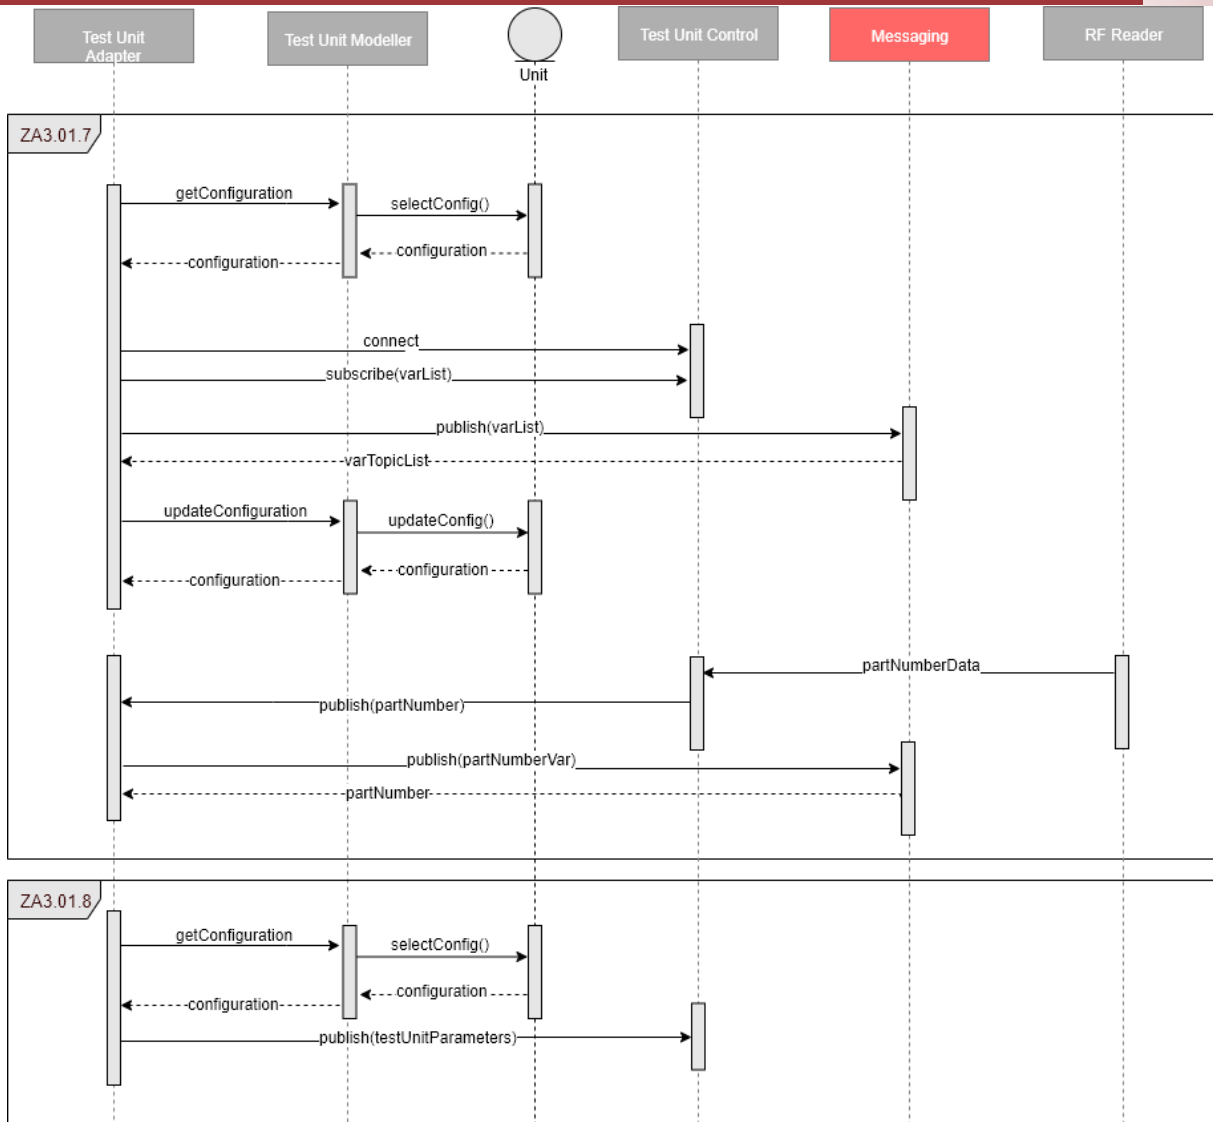 Test Unit
Adapter
Test Unit Modeller
Unit
Test Unit Control
Messaging
RF Reader
ZA3.01.7
getConfiguration
selectConfig()
configuration
configuration
connect
subscribe(varList)
publish(varList)
varTopicList
updateConfiguration
updateConfig()
configuration
configuration
partNumberData
publish(partNumber)
publish(partNumberVar)
partNumber
ZA3.01.8
getConfiguration
selectConfig()
configuration
configuration
publish(testUnitParameters)